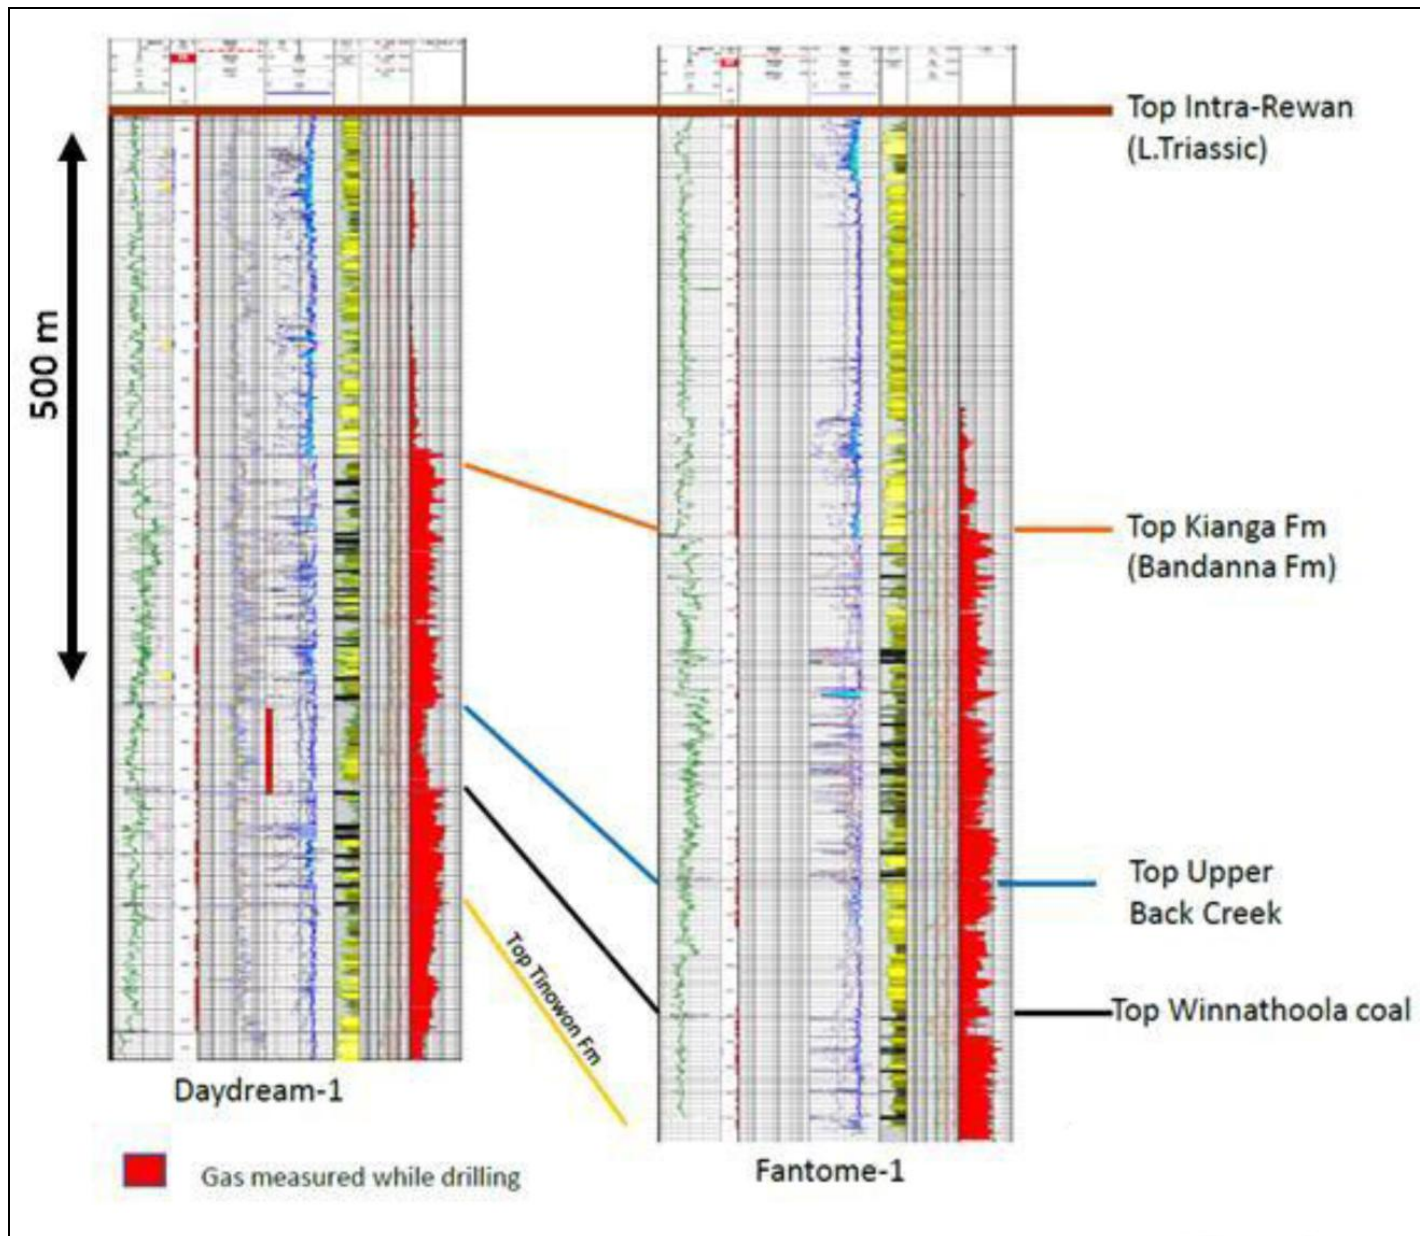 Top Intra-Rewan
(L.Triassic)
500 m
Top Kianga Fm
(Bandanna Fm)
Top Upper
Back Creek
Top Tinowon Fm
Top Winnathoola coal
Daydream-1
Fantome-1
Gas measured while drilling